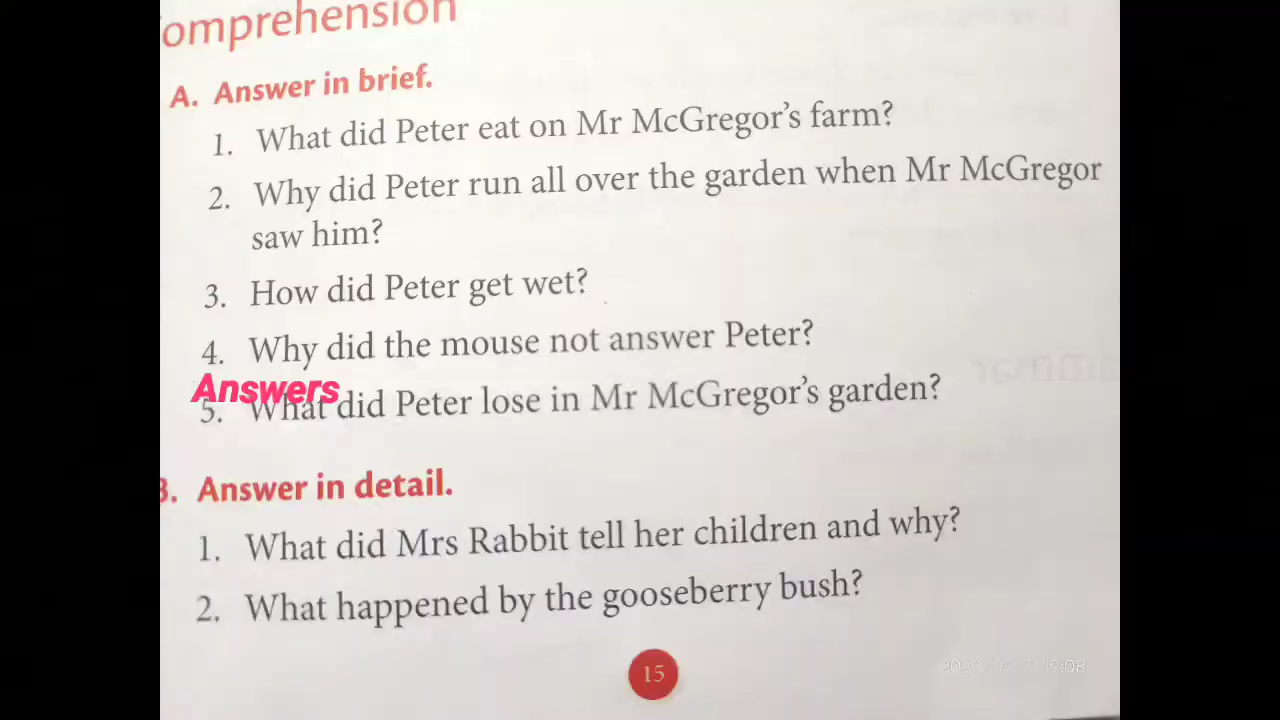 omprehension
A. Answer in brief.
1. What did Peter eat on Mr McGregor's farm?
2. Why did Peter run all over the garden when Mr McGregor
saw him?
3. How did Peter get wet?
4. Why did the mouse not answer Peter?
Answers
5. What did Peter lose in Mr McGregor's garden?
B. Answer in detail.
1. What did Mrs Rabbit tell her children and why?
2. What happened by the gooseberry bush?
15